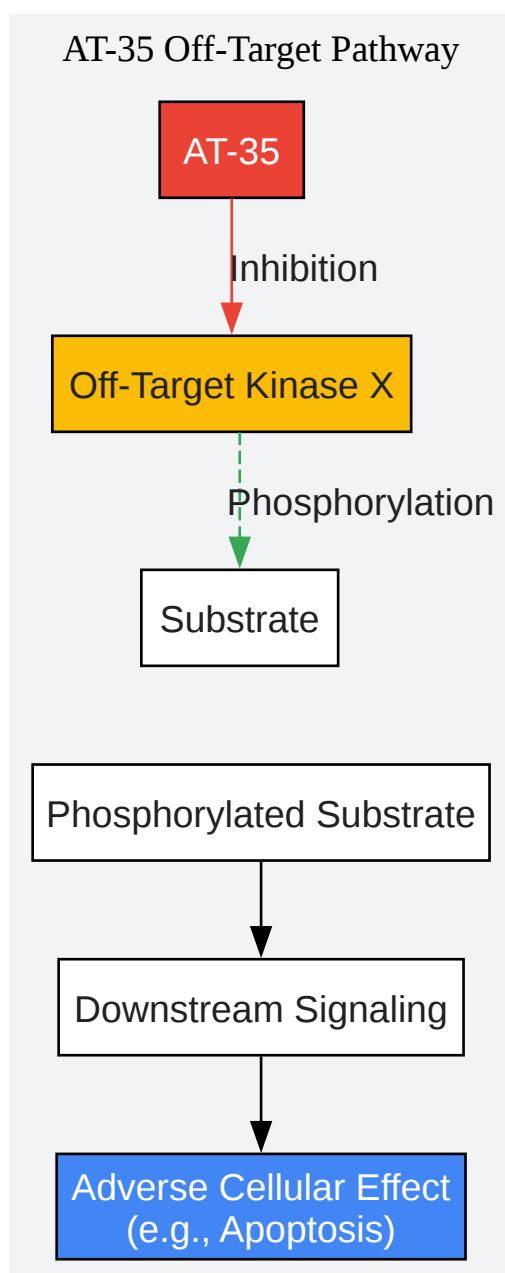 AT-35 Off-Target Pathway
AT-35
Inhibition
Off-Target Kinase X
Phosphorylation
Substrate
Phosphorylated Substrate
Downstream Signaling
Adverse Cellular Effect
(e.g., Apoptosis)